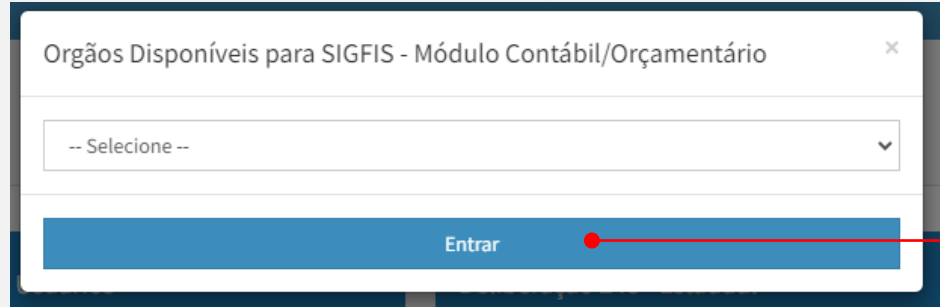 Orgãos Disponíveis para SIGFIS - Módulo Contábil/Orçamentário ×
-- Selecione --
Entrar